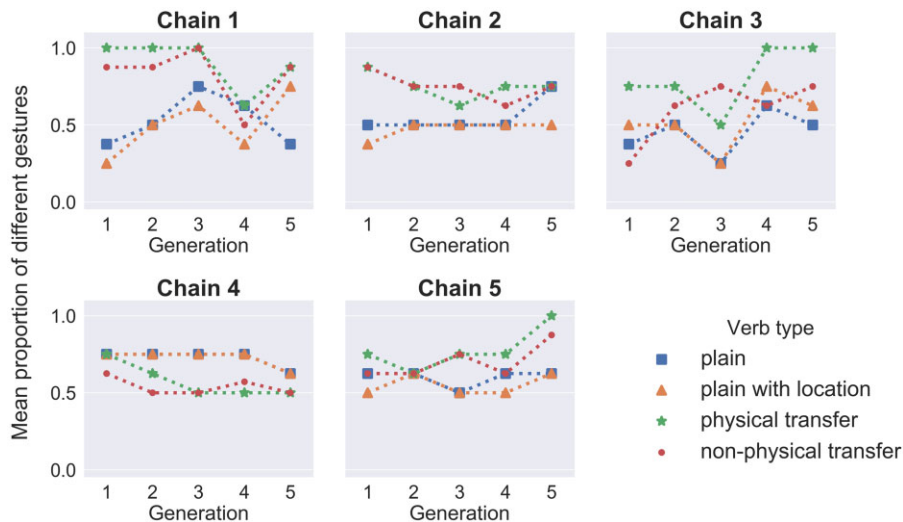 Mean proportion of different gestures
Chain 1
1.0
0.5
0.0
1 2 3 4 5
Generation
Chain 2
1 2 3 4 5
Generation
Chain 3
1 2 3 4 5
Generation
Chain 4
1.0
0.5
0.0
1 2 3 4 5
Generation
Chain 5
1 2 3 4 5
Generation
Verb type
plain
plain with location
physical transfer
non-physical transfer